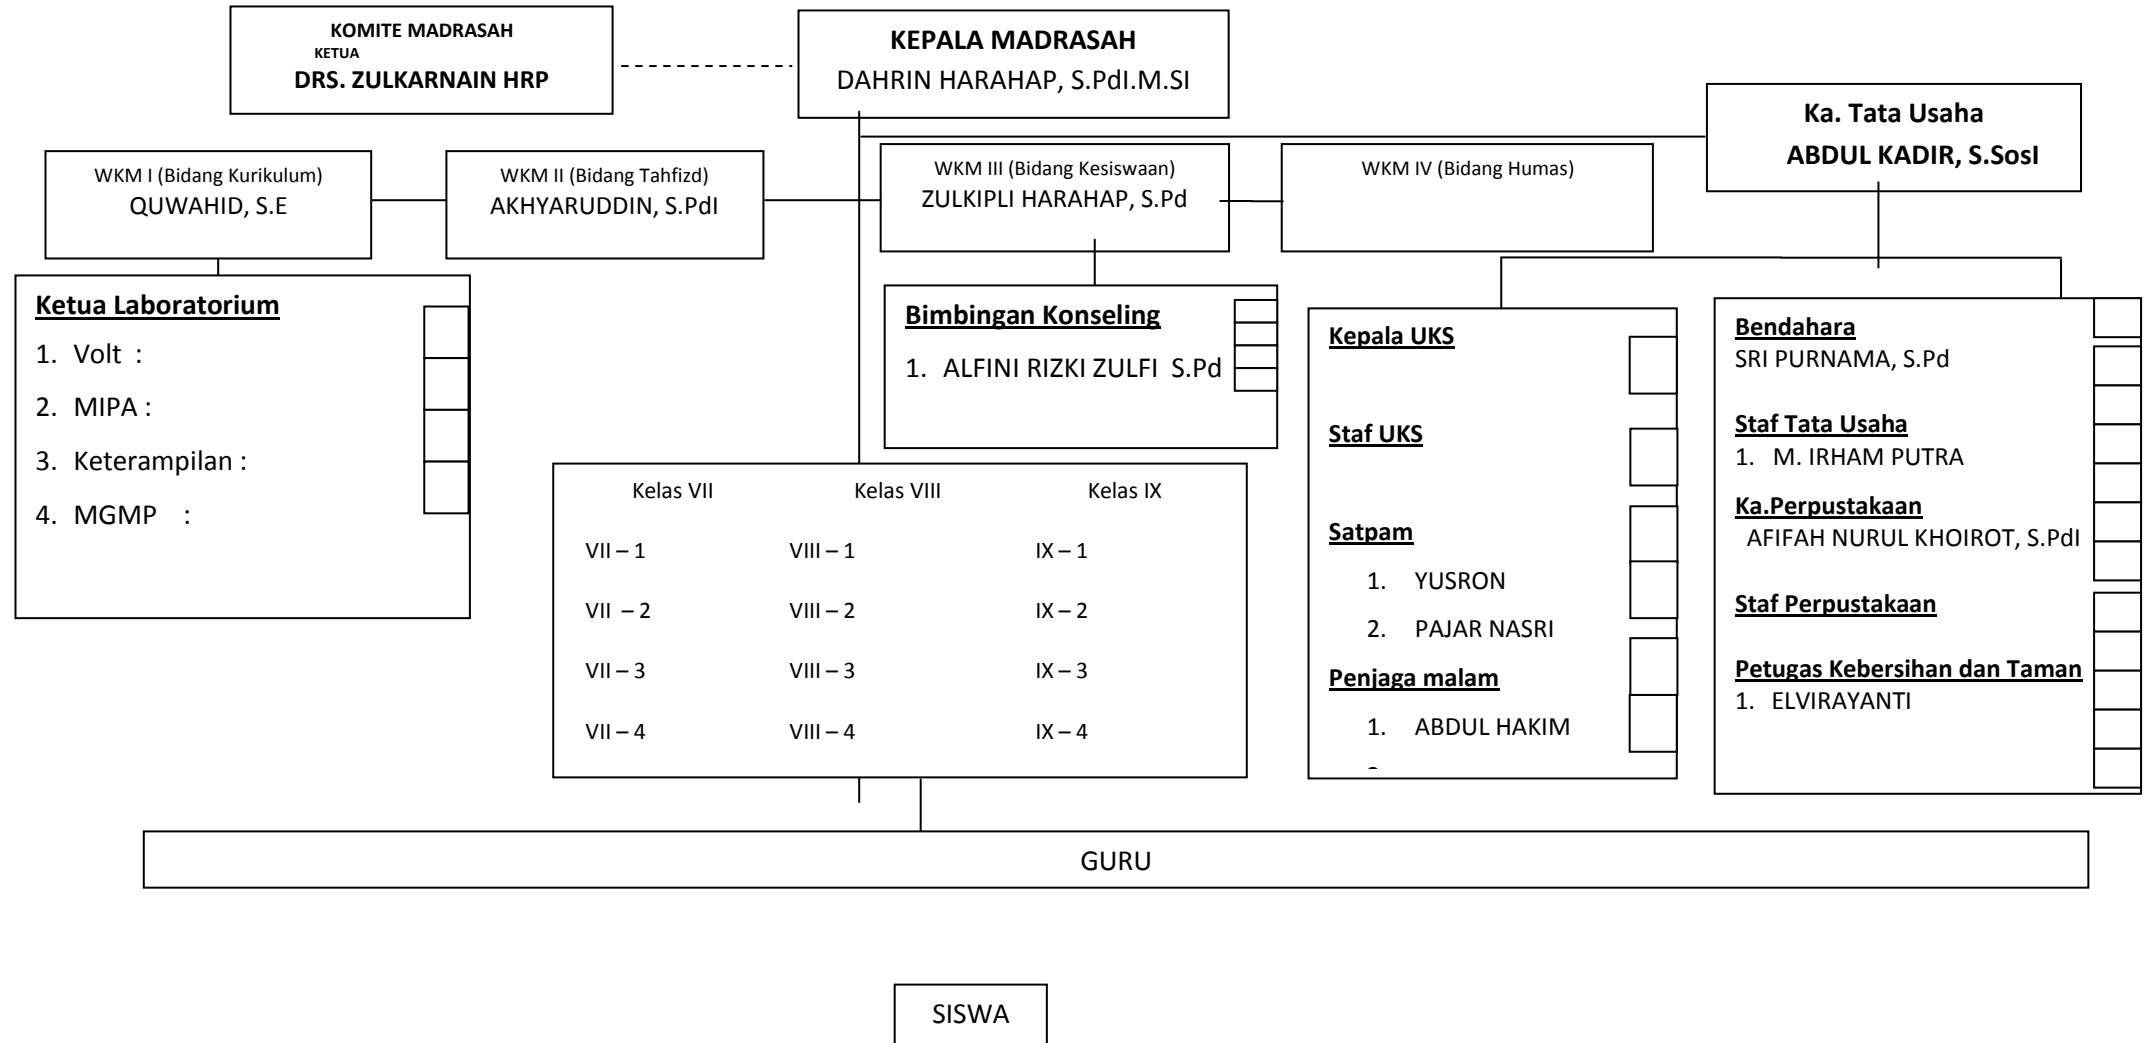 KOMITE MADRASAH
KETUA
DRS. ZULKARNAIN HRP
KEPALA MADRASAH
DAHRIN HARAHAP, S.PdI.M.SI
Ka. Tata Usaha
ABDUL KADIR, S.SosI
WKM I (Bidang Kurikulum)
QUWAHID, S.E
WKM II (Bidang Tahfizd)
AKHYARUDDIN, S.PdI
WKM III (Bidang Kesiswaan)
ZULKIPLI HARAHAP, S.Pd
WKM IV (Bidang Humas)
Ketua Laboratorium
1. Volt :
2. MIPA :
3. Keterampilan :
4. MGMP :
Bimbingan Konseling
1. ALFINI RIZKI ZULFI S.Pd
Kepala UKS
Staf UKS
Satpam
1. YUSRON
2. PAJAR NASRI
Penjaga malam
1. ABDUL HAKIM
Bendahara
SRI PURNAMA, S.Pd
Staf Tata Usaha
1. M. IRHAM PUTRA
Ka.Perpustakaan
AFIFAH NURUL KHOIROT, S.PdI
Staf Perpustakaan
Petugas Kebersihan dan Taman
1. ELVIRAYANTI
Kelas VII Kelas VIII Kelas IX
VII – 1 VIII – 1 IX – 1
VII – 2 VIII – 2 IX – 2
VII – 3 VIII – 3 IX – 3
VII – 4 VIII – 4 IX – 4
GURU
SISWA